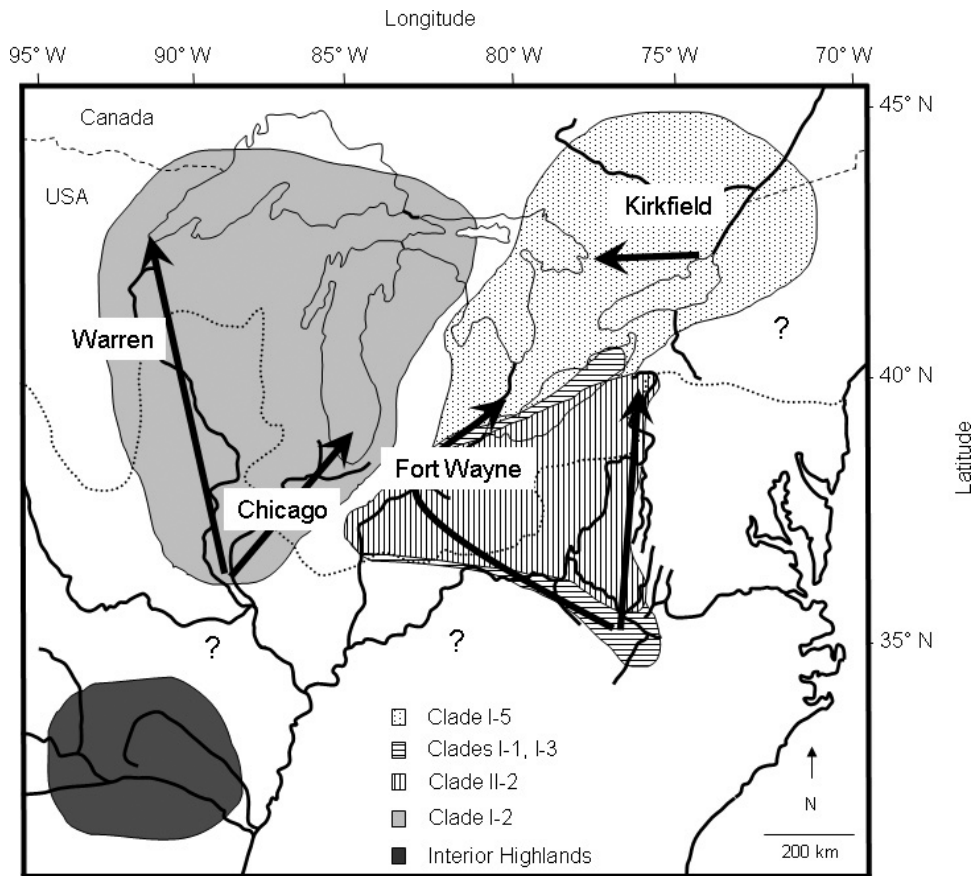 Longitude
95° W 90° W 85° W 80° W 75° W 70° W
45° N
Canada
USA
Kirkfield
Warren
?
40° N
Fort Wayne
Latitude
Chicago
?
?
35° N
Clade I-5
Clades I-1, I-3
Clade II-2
Clade I-2
Interior Highlands
N
200 km